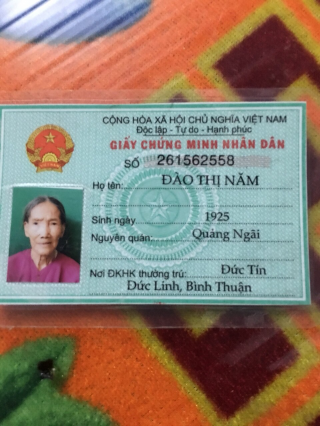 CỘNG HÒA XÃ HỘI CHỦ NGHĨA VIỆT NAM
Độc lập - Tự do - Hạnh phúc
GIẤY CHỨNG MINH NHÂN DÂN
SỐ 261562558
Họ tên: ĐÀO THỊ NĂM
Sinh ngày 1925
Nguyên quán: Quảng Ngãi
Nơi ĐKHK thường trú: Đức Tín
Đức Linh, Bình Thuận